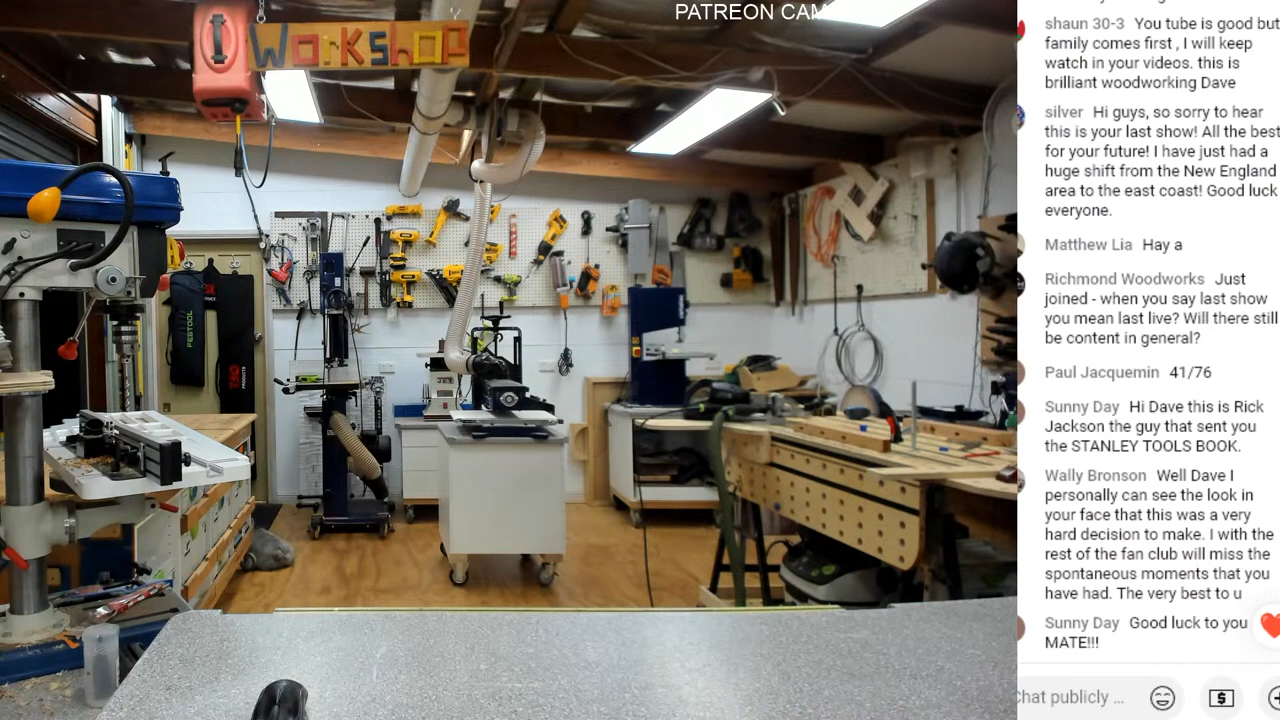 PATREON CAM
WORKSHOP
FESTOOL
TSO
PRODUCTS
shaun 30-3 You tube is good but
family comes first , I will keep
watch in your videos. this is
brilliant woodworking Dave
silver Hi guys, so sorry to hear
this is your last show! All the best
for your future! I have just had a
huge shift from the New England
area to the east coast! Good luck
everyone.
Matthew Lia Hay a
Richmond Woodworks Just
joined - when you say last show
you mean last live? Will there still
be content in general?
Paul Jacquemin 41/76
Sunny Day Hi Dave this is Rick
Jackson the guy that sent you
the STANLEY TOOLS BOOK.
Wally Bronson Well Dave I
personally can see the look in
your face that this was a very
hard decision to make. I with the
rest of the fan club will miss the
spontaneous moments that you
have had. The very best to u
Sunny Day Good luck to you
MATE!!!
Chat publicly ...